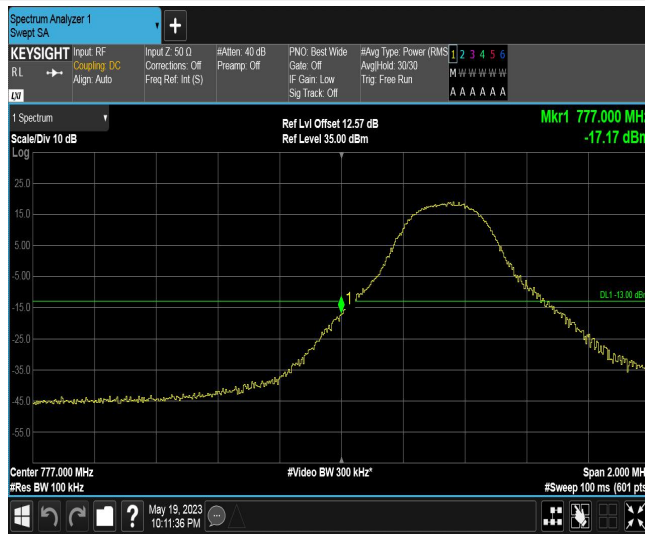 Spectrum Analyzer 1
Swept SA
+
KEYSIGHT
RL
LXI
Input: RF
Coupling: DC
Align: Auto
Input Z: 50 Ω
Corrections: Off
Freq Ref: Int (S)
#Atten: 40 dB
Preamp: Off
PNO: Best Wide
Gate: Off
IF Gain: Low
Sig Track: Off
#Avg Type: Power (RMS
Avg|Hold: 30/30
Trig: Free Run
1 2 3 4 5 6
M W W W W W
A A A A A A
1 Spectrum
Scale/Div 10 dB
Log
Ref Lvl Offset 12.57 dB
Ref Level 35.00 dBm
Mkr1 777.000 MH
-17.17 dBm
25.0
15.0
5.00
-5.00
-15.0
-25.0
-35.0
-45.0
-55.0
1
DL1 -13.00 dBm
Center 777.000 MHz
#Res BW 100 kHz
#Video BW 300 kHz*
Span 2.000 MH
#Sweep 100 ms (601 pts
?
May 19, 2023
10:11:36 PM